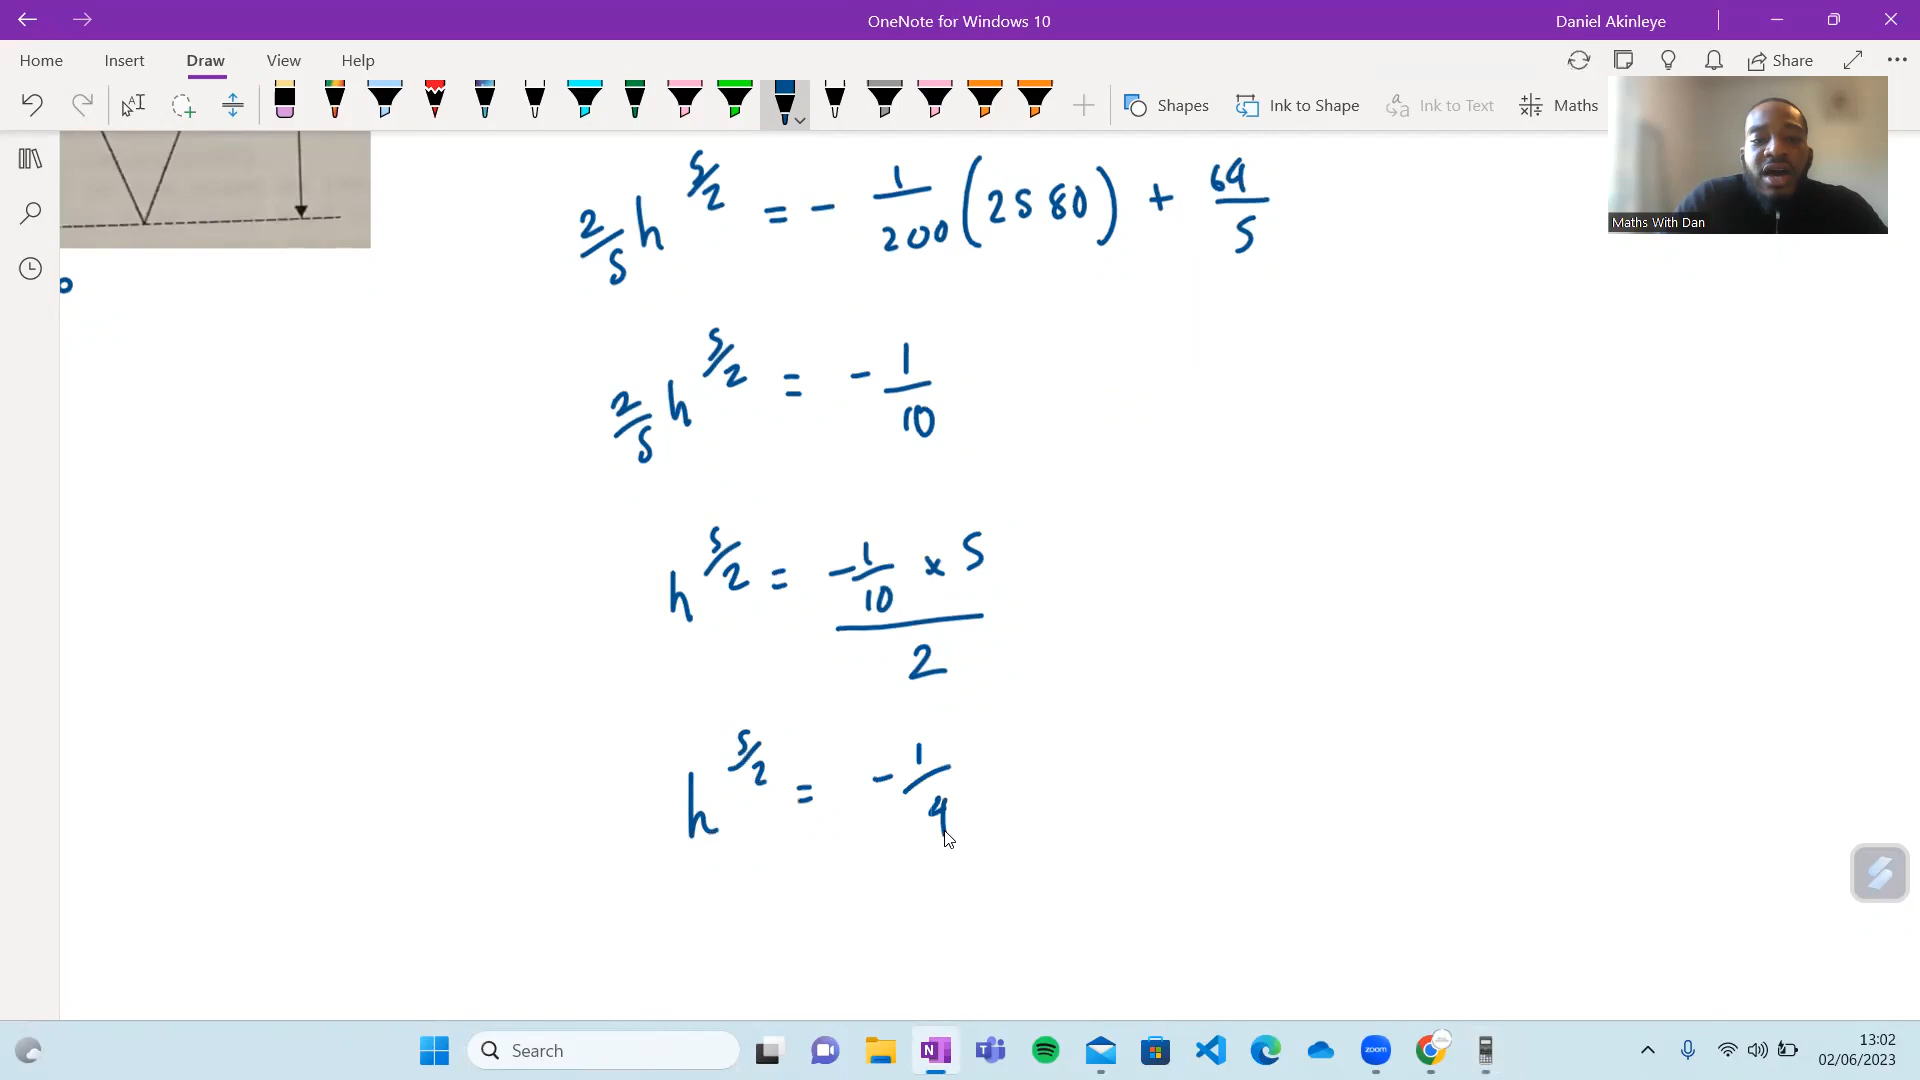 OneNote for Windows 10
Daniel Akinleye
Home Insert Draw View Help
Share
Shapes Ink to Shape Ink to Text Maths
Maths With Dan
2/5 h^5/2 = - 1/200 (2580) + 64/5
2/5 h^5/2 = - 1/10
h^5/2 = (-1/10 × 5)/2
h^5/2 = - 1/4
Search
zoom
13:02
02/06/2023